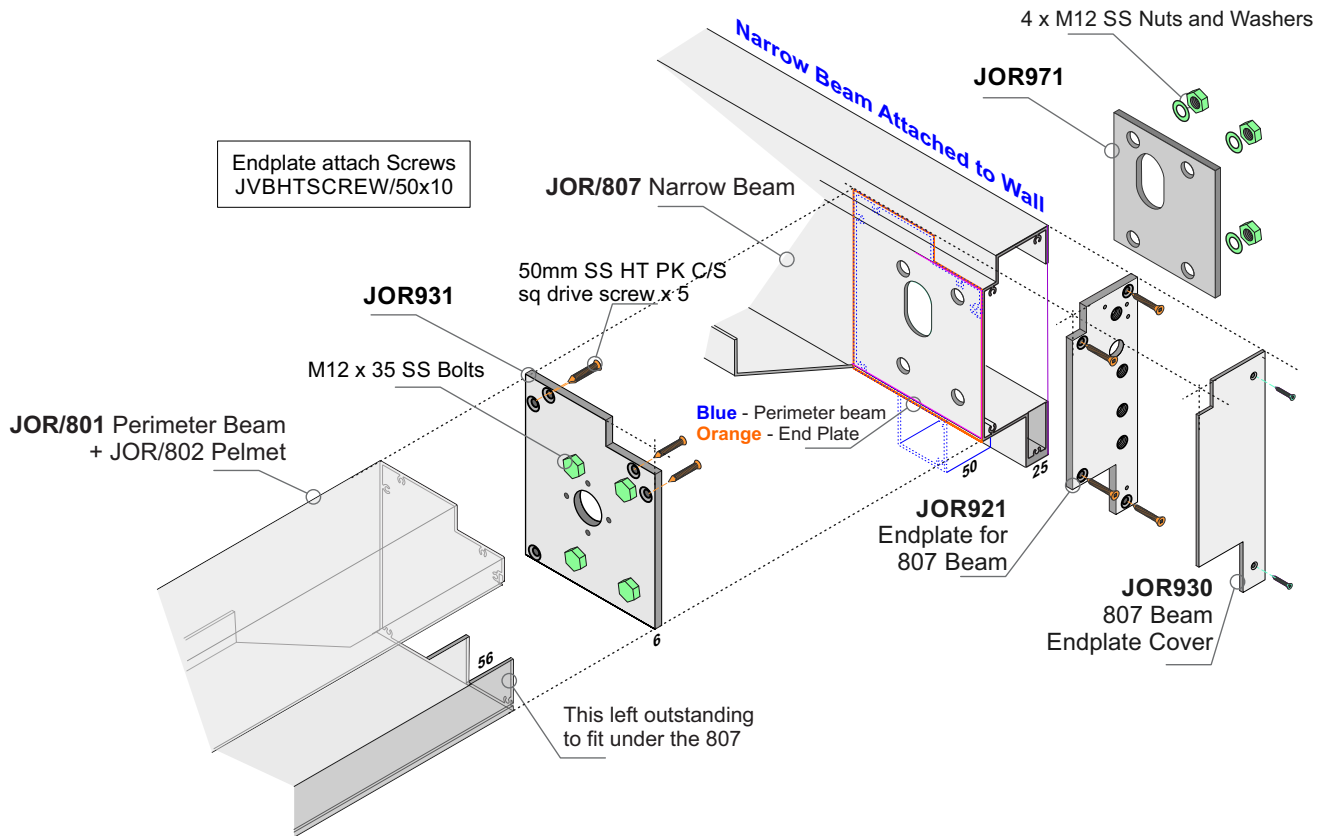 4 x M12 SS Nuts and Washers
Narrow Beam Attached to Wall
JOR971
Endplate attach Screws
JVBHTSCREW/50x10
JOR/807 Narrow Beam
50mm SS HT PK C/S
sq drive screw x 5
JOR931
M12 x 35 SS Bolts
JOR/801 Perimeter Beam
+ JOR/802 Pelmet
Blue - Perimeter beam
Orange - End Plate
50
25
JOR921
Endplate for
807 Beam
JOR930
807 Beam
Endplate Cover
6
56
This left outstanding
to fit under the 807